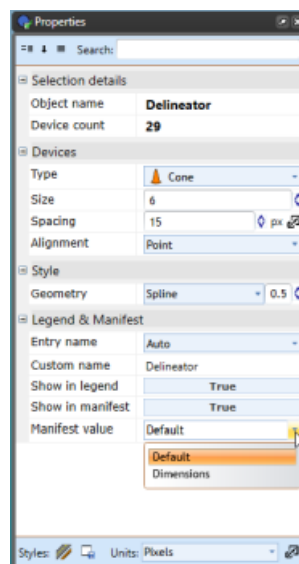 Properties
Search:
Selection details
Object name Delineator
Device count 29
Devices
Type Cone
Size 6
Spacing 15 px
Alignment Point
Style
Geometry Spline 0.5
Legend & Manifest
Entry name Auto
Custom name Delineator
Show in legend True
Show in manifest True
Manifest value Default
Default
Dimensions
Styles: Units: Pixels